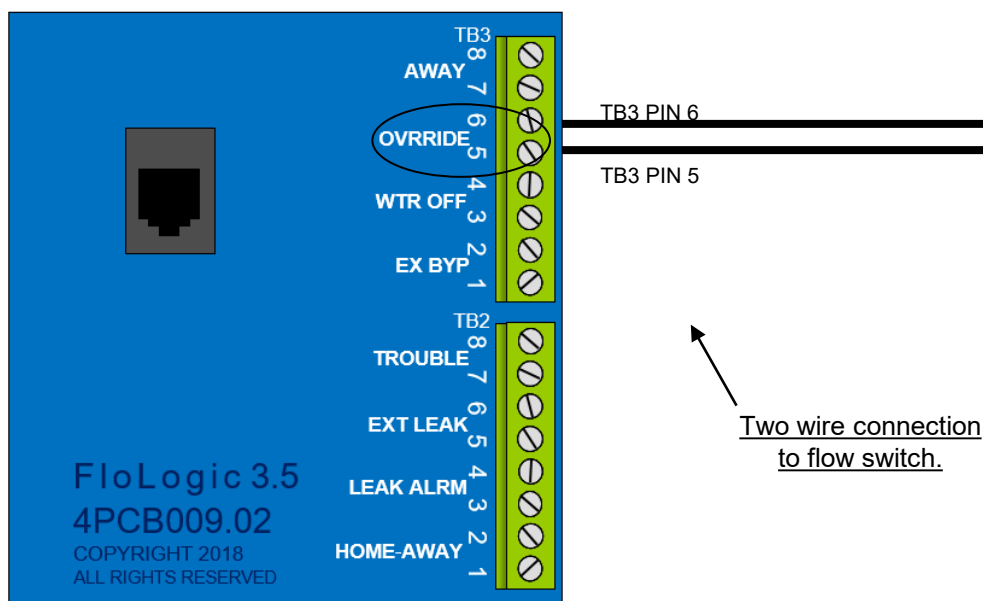 TB3
8
AWAY
7
6
OVRRIDE
5
4
WTR OFF
3
2
EX BYP
1
TB2
8
TROUBLE
7
6
EXT LEAK
5
4
LEAK ALRM
3
2
HOME-AWAY
1
FloLogic 3.5
4PCB009.02
COPYRIGHT 2018
ALL RIGHTS RESERVED
TB3 PIN 6
TB3 PIN 5
Two wire connection
to flow switch.